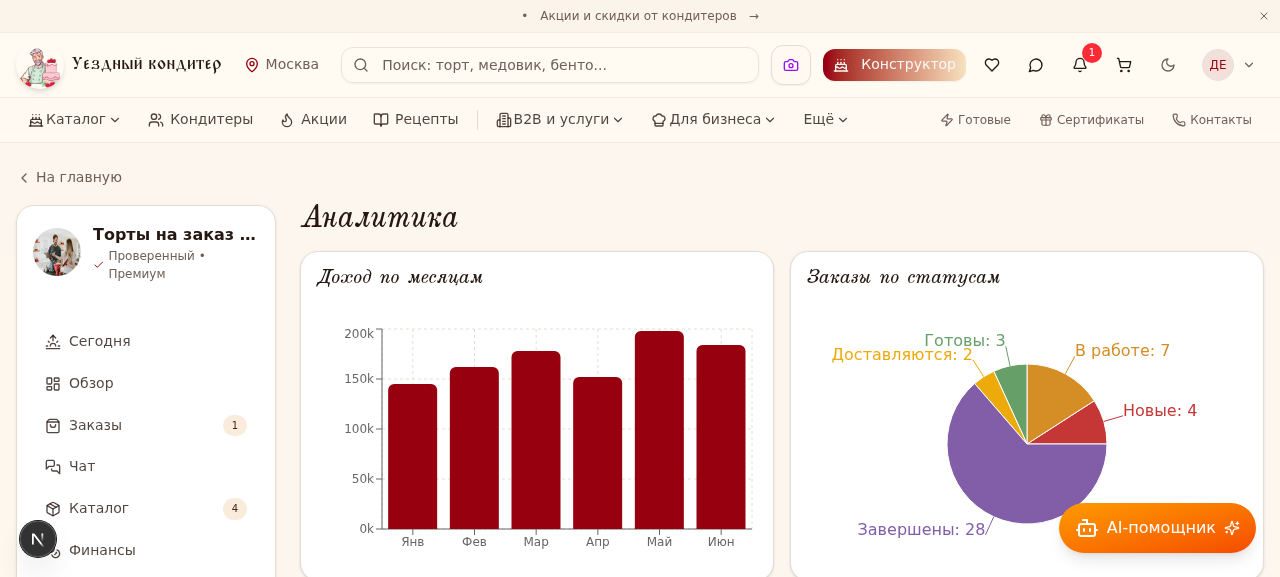 • Акции и скидки от кондитеров →
Уездный кондитер
Москва
Поиск: торт, медовик, бенто...
Конструктор
1
ДЕ
Каталог
Кондитеры
Акции
Рецепты
B2B и услуги
Для бизнеса
Ещё
Готовые
Сертификаты
Контакты
На главную
Торты на заказ ...
Проверенный •
Премиум
Сегодня
Обзор
Заказы 1
Чат
Каталог 4
Финансы
N
Аналитика
Доход по месяцам
200k
150k
100k
50k
0k
Янв Фев Мар Апр Май Июн
Заказы по статусам
Готовы: 3
Доставляются: 2
В работе: 7
Новые: 4
Завершены: 28
AI-помощник